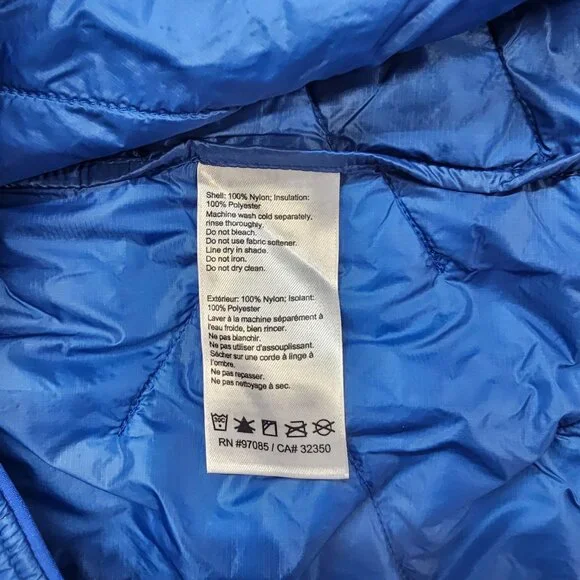 Shell: 100% Nylon; Insulation:
100% Polyester
Machine wash cold separately,
rinse thoroughly.
Do not bleach.
Do not use fabric softener.
Line dry in shade.
Do not iron.
Do not dry clean.
Extérieur: 100% Nylon; Isolant:
100% Polyester
Laver à la machine séparément à
l'eau froide, bien rincer.
Ne pas blanchir.
Ne pas utiliser d'assouplissant.
Sécher sur une corde à linge à
l'ombre.
Ne pas repasser.
Ne pas nettoyage à sec.
30C
RN #97085 / CA# 32350